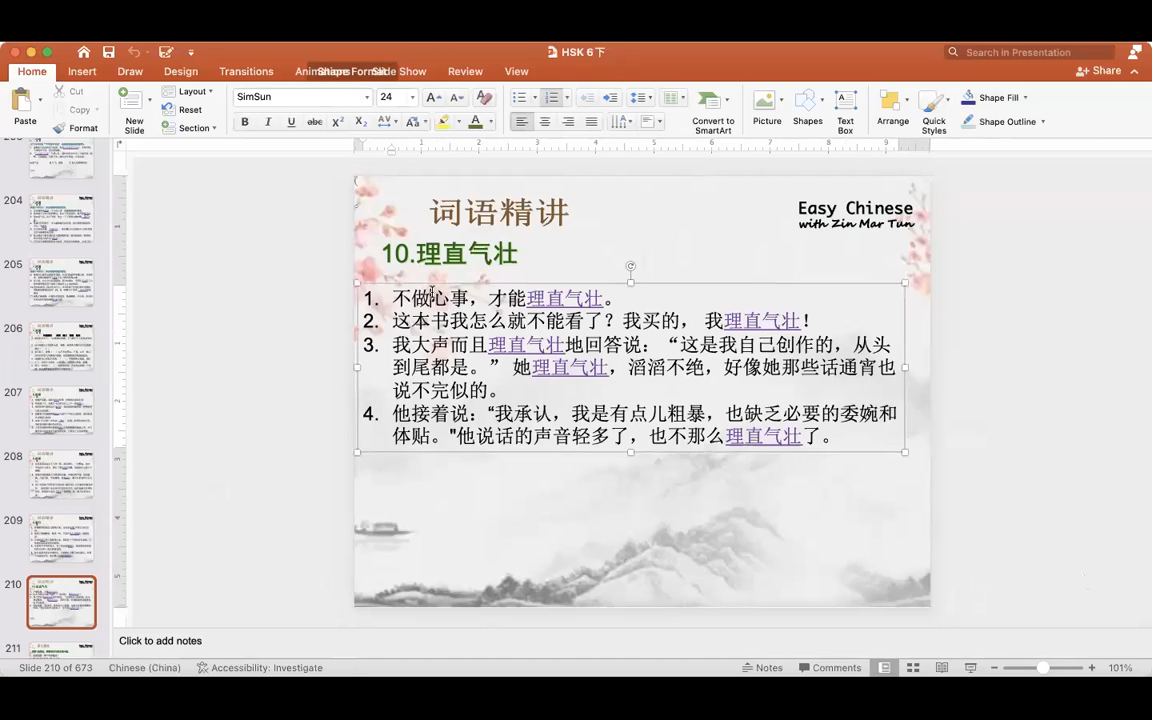 HSK 6下
Search in Presentation
Home
Insert
Draw
Design
Transitions
Slide Show
Review
View
Share
Paste
Cut
Copy
Format
New Slide
Layout
Reset
Section
SimSun
24
Convert to SmartArt
Picture
Shapes
Text Box
Arrange
Quick Styles
Shape Fill
Shape Outline
词语精讲
Easy Chinese
with Zin Mar Tun
10.理直气壮
1. 不做心事，才能理直气壮。
2. 这本书我怎么就不能看了？我买的， 我理直气壮！
3. 我大声而且理直气壮地回答说：“这是我自己创作的，从头
到尾都是。” 她理直气壮，滔滔不绝，好像她那些话通宵也
说不完似的。
4. 他接着说：“我承认，我是有点儿粗暴，也缺乏必要的委婉和
体贴。"他说话的声音轻多了，也不那么理直气壮了。
204
205
206
207
208
209
210
211
Click to add notes
Slide 210 of 673
Chinese (China)
Accessibility: Investigate
Notes
Comments
101%